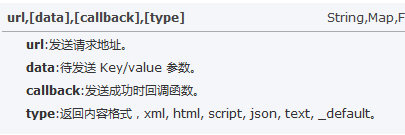 url,[data],[callback],[type] String,Map,F
url:发送请求地址。
data:待发送 Key/value 参数。
callback:发送成功时回调函数。
type:返回内容格式，xml, html, script, json, text, _default。